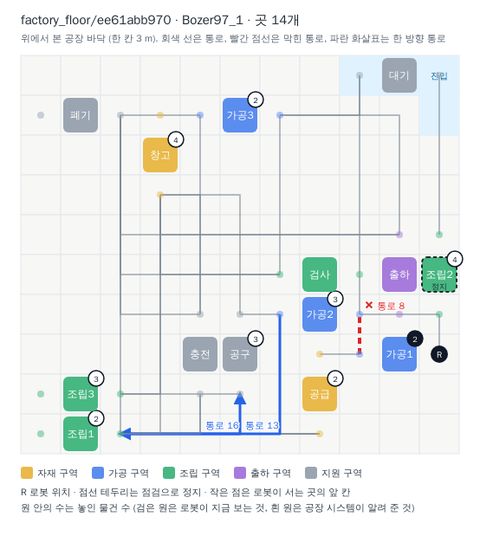 factory_floor/ee61abb970 · Bozer97_1 · 곳 14개
위에서 본 공장 바닥 (한 칸 3 m). 회색 선은 통로, 빨간 점선은 막힌 통로, 파란 화살표는 한 방향 통로
대기
폐기
가공3
2
창고
4
검사
출하
조립2
4
정지
가공2
3
✕ 통로 8
충전
공구
3
가공1
2
R
조립3
3
공급
2
조립1
2
통로 16
통로 13
자재 구역
가공 구역
조립 구역
출하 구역
지원 구역
R 로봇 위치 · 점선 테두리는 점검으로 정지 · 작은 점은 로봇이 서는 곳의 앞 칸
원 안의 수는 놓인 물건 수 (검은 원은 로봇이 지금 보는 것, 흰 원은 공장 시스템이 알려 준 것)